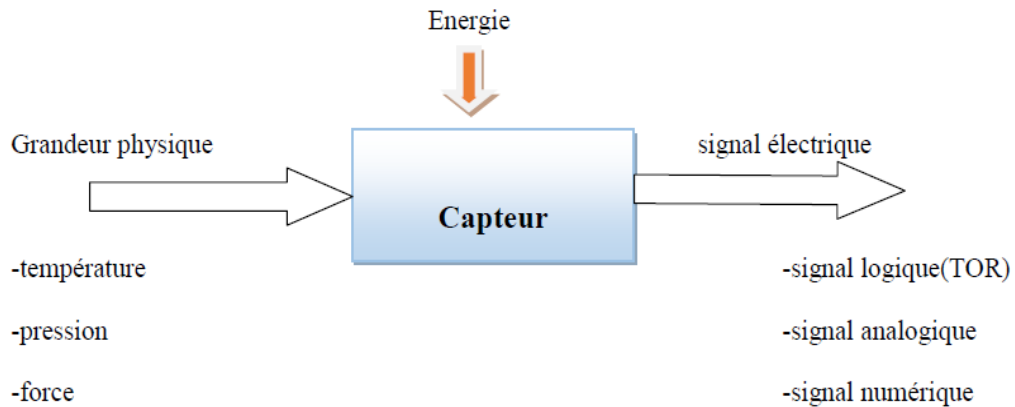 Energie
Grandeur physique
signal électrique
Capteur
-température
-signal logique(TOR)
-pression
-signal analogique
-force
-signal numérique